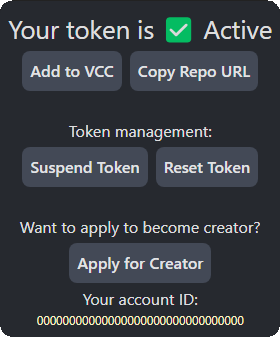 Your token is ✅ Active
Add to VCC Copy Repo URL
Token management:
Suspend Token Reset Token
Want to apply to become creator?
Apply for Creator
Your account ID:
00000000000000000000000000000000